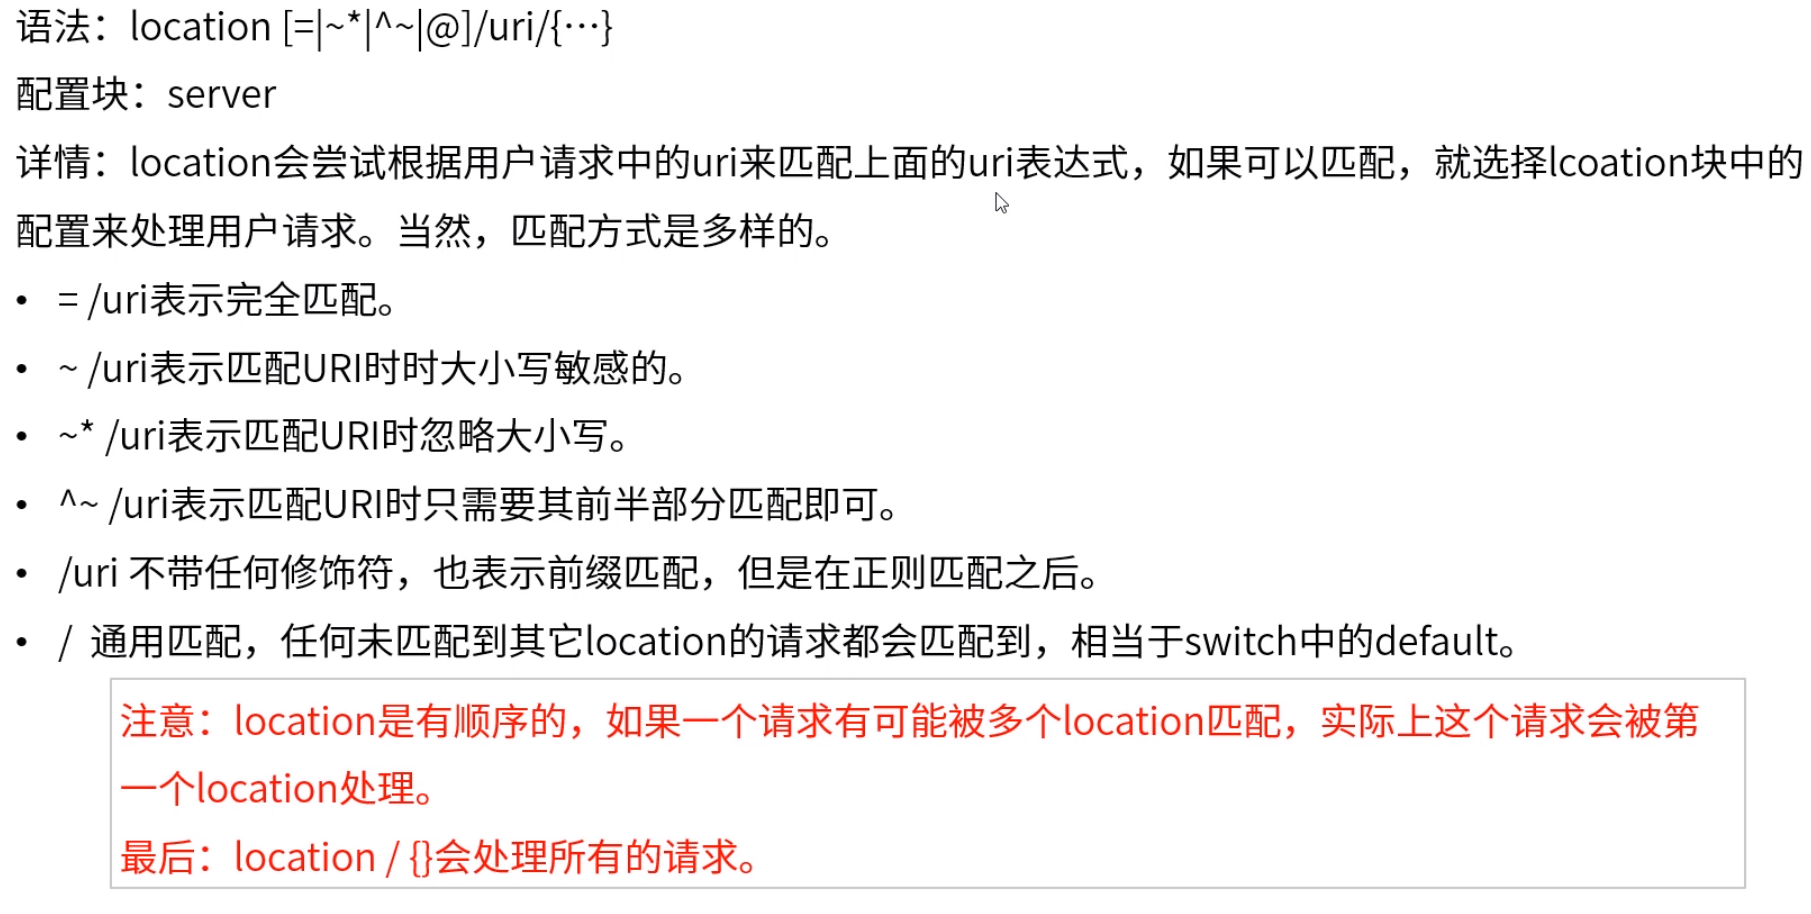 语法：location [=|~*|^~|@]/uri/{…}
配置块：server
详情：location会尝试根据用户请求中的uri来匹配上面的uri表达式，如果可以匹配，就选择lcoation块中的
配置来处理用户请求。当然，匹配方式是多样的。
• = /uri表示完全匹配。
• ~ /uri表示匹配URI时时大小写敏感的。
• ~* /uri表示匹配URI时忽略大小写。
• ^~ /uri表示匹配URI时只需要其前半部分匹配即可。
• /uri 不带任何修饰符，也表示前缀匹配，但是在正则匹配之后。
• / 通用匹配，任何未匹配到其它location的请求都会匹配到，相当于switch中的default。
注意：location是有顺序的，如果一个请求有可能被多个location匹配，实际上这个请求会被第
一个location处理。
最后：location / {}会处理所有的请求。